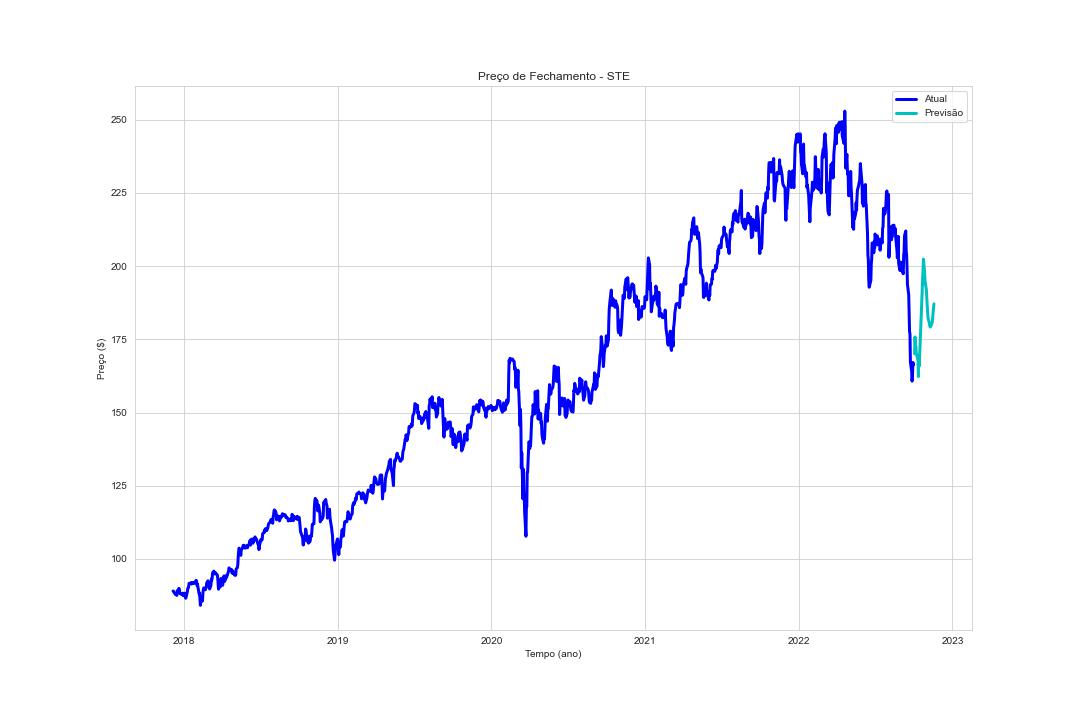 Preço de Fechamento - STE
Atual
Previsão
250
225
200
175
150
125
100
Preço ($)
2018
2019
2020
2021
2022
2023
Tempo (ano)